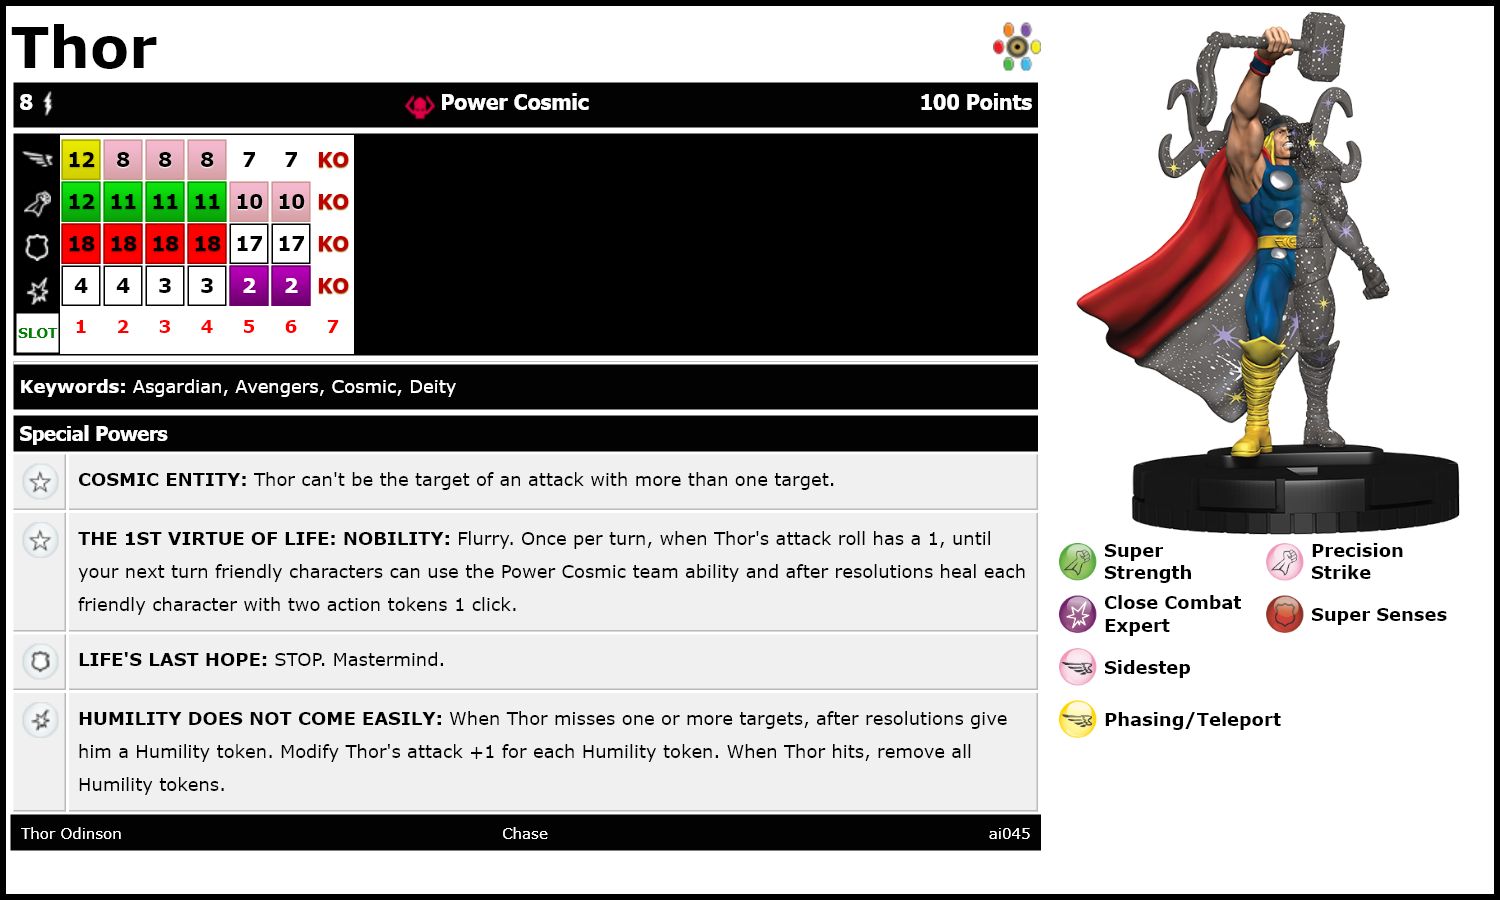 Thor
8 Power Cosmic 100 Points
12 8 8 8 7 7 KO
12 11 11 11 10 10 KO
18 18 18 18 17 17 KO
4 4 3 3 2 2 KO
SLOT 1 2 3 4 5 6 7
Keywords: Asgardian, Avengers, Cosmic, Deity
Special Powers
COSMIC ENTITY: Thor can't be the target of an attack with more than one target.
THE 1ST VIRTUE OF LIFE: NOBILITY: Flurry. Once per turn, when Thor's attack roll has a 1, until
your next turn friendly characters can use the Power Cosmic team ability and after resolutions heal each
friendly character with two action tokens 1 click.
LIFE'S LAST HOPE: STOP. Mastermind.
HUMILITY DOES NOT COME EASILY: When Thor misses one or more targets, after resolutions give
him a Humility token. Modify Thor's attack +1 for each Humility token. When Thor hits, remove all
Humility tokens.
Thor Odinson Chase ai045
Super
Strength
Precision
Strike
Close Combat
Expert
Super Senses
Sidestep
Phasing/Teleport